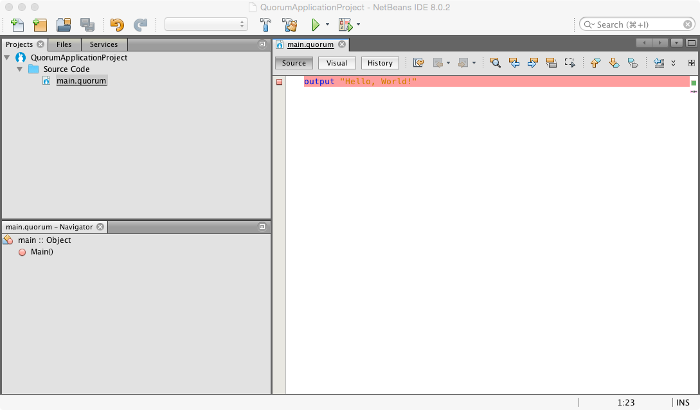 QuorumApplicationProject - NetBeans IDE 8.0.2
Search (⌘+I)
Projects Files Services
QuorumApplicationProject
Source Code
main.quorum
main.quorum - Navigator
main :: Object
Main()
main.quorum
Source Visual History
output "Hello, World!"
1:23 INS